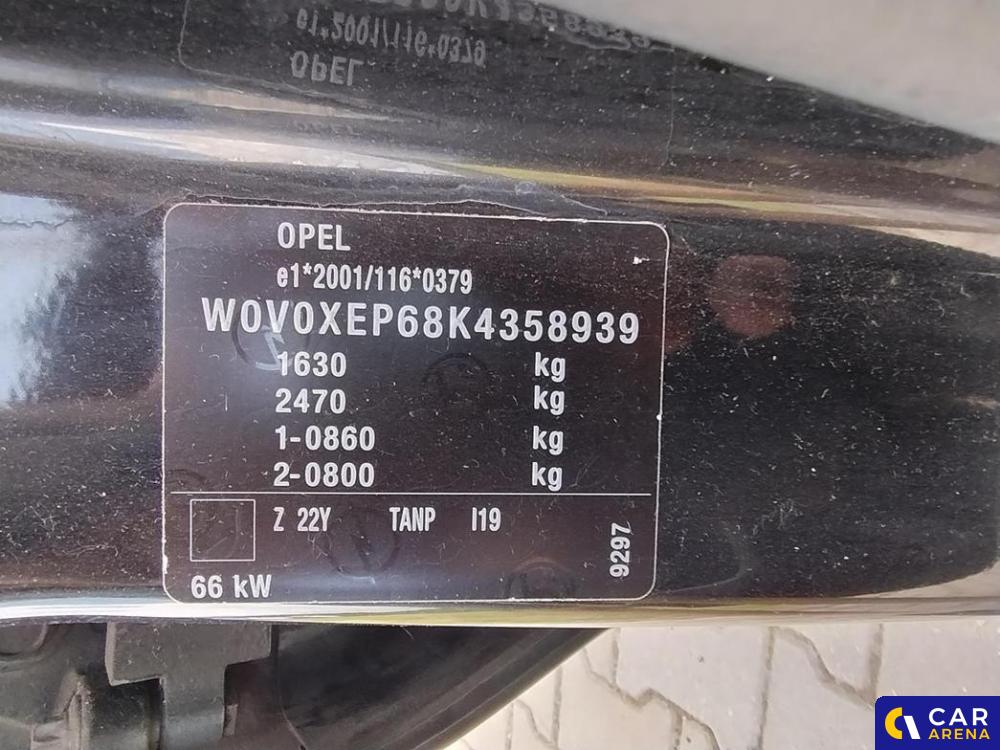 OPEL
e1*2001/116*0379
W0V0XEP68K4358939
1630 kg
2470 kg
1-0860 kg
2-0800 kg
Z 22Y TANP I19
9297
66 kW
CAR
ARENA